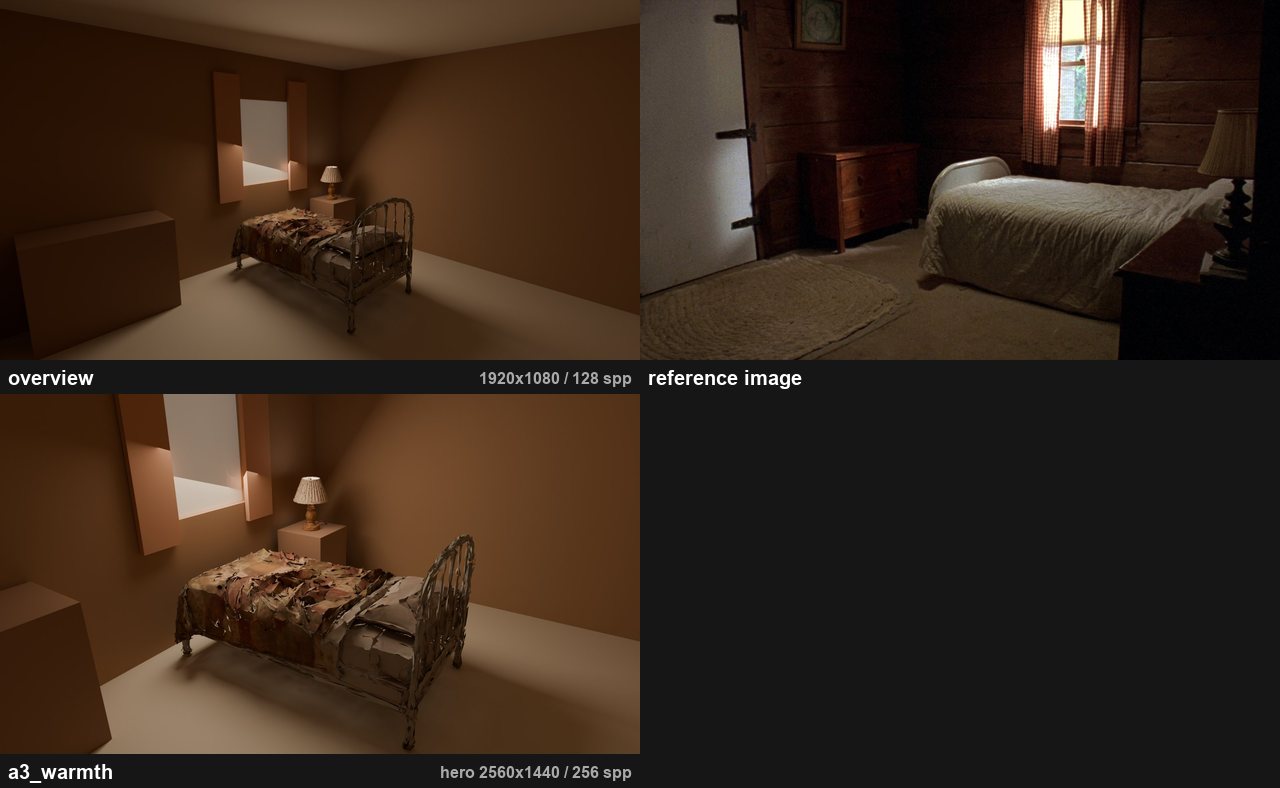 overview
1920x1080 / 128 spp
reference image
a3_warmth
hero 2560x1440 / 256 spp